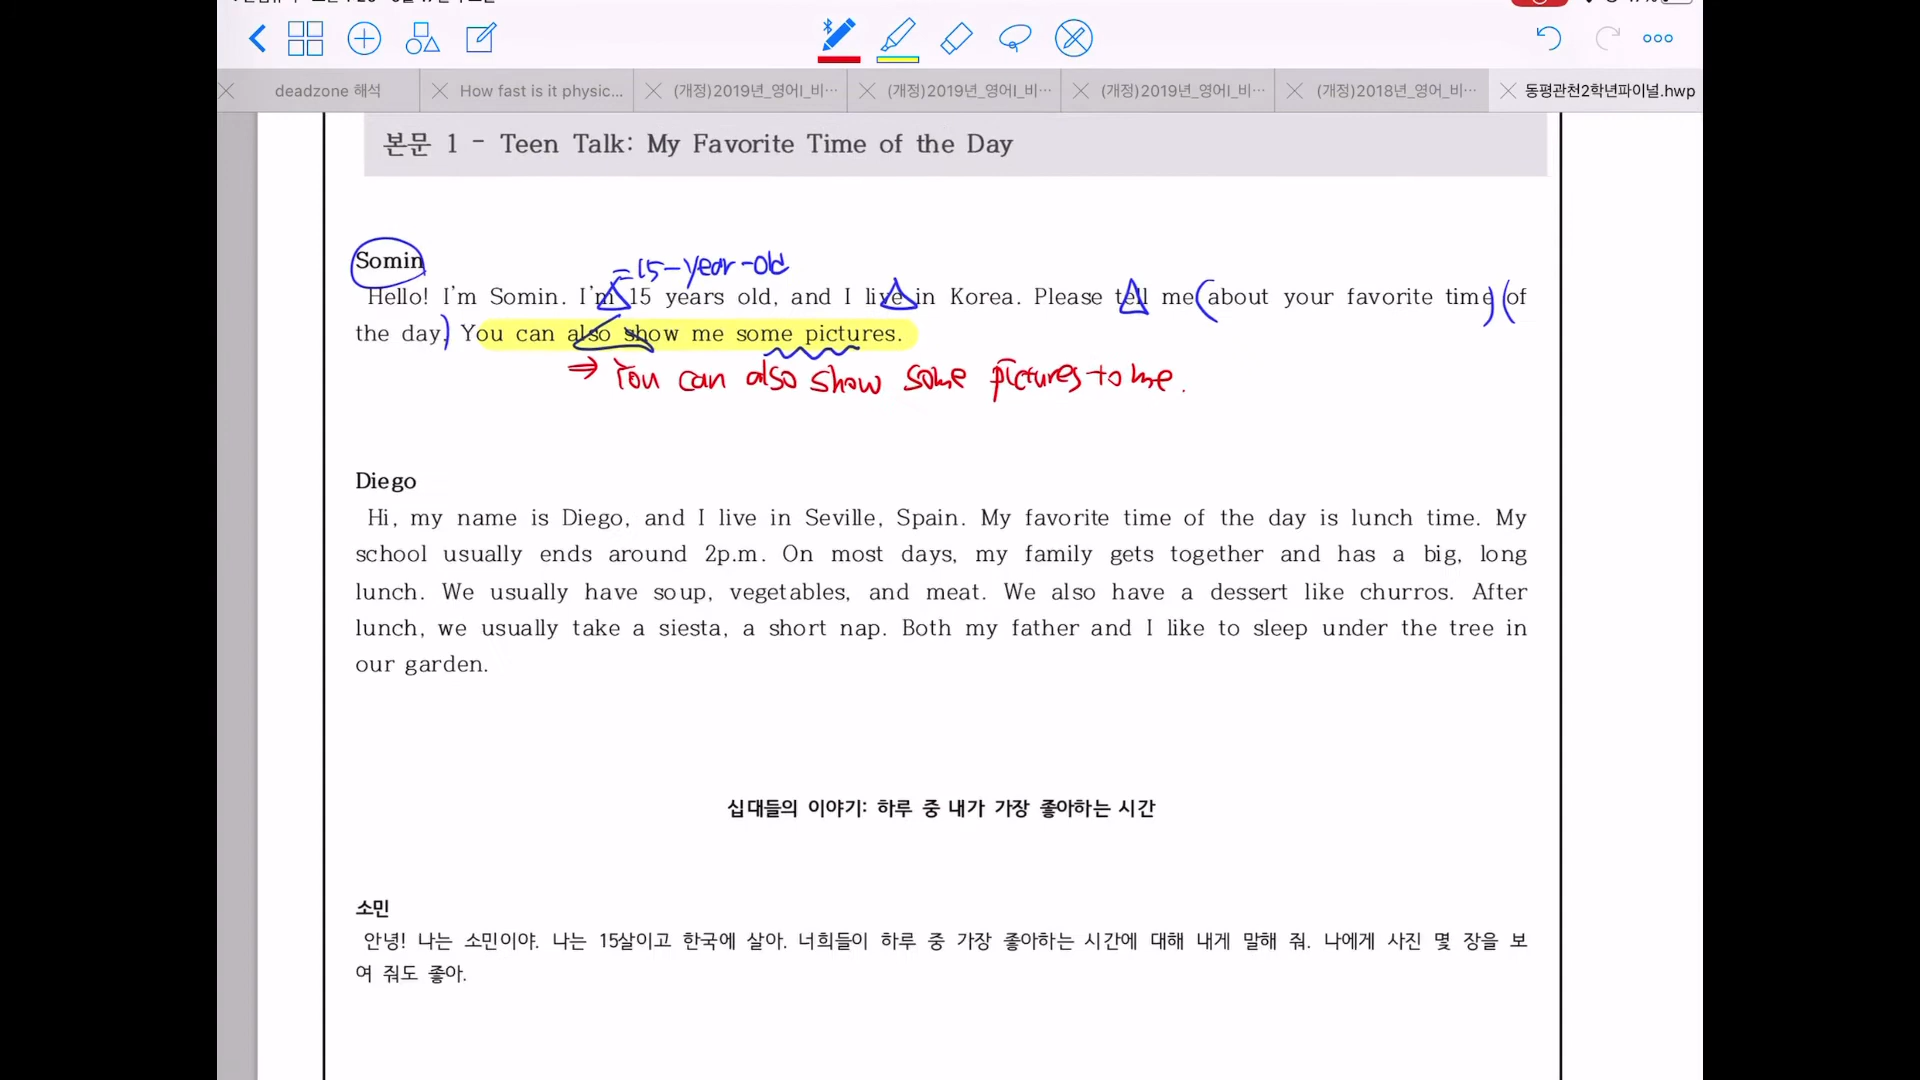 deadzone 해석
How fast is it physic...
(개정)2019년_영어I_비...
(개정)2019년_영어I_비...
(개정)2019년_영어I_비...
(개정)2018년_영어_비...
동평관천2학년파이널.hwp
본문 1 - Teen Talk: My Favorite Time of the Day
Somin
=15-year-old
Hello! I'm Somin. I'm 15 years old, and I live in Korea. Please tell me (about your favorite time) (of
the day.) You can also show me some pictures.
⇒ You can also show some pictures to me.
Diego
Hi, my name is Diego, and I live in Seville, Spain. My favorite time of the day is lunch time. My
school usually ends around 2p.m. On most days, my family gets together and has a big, long
lunch. We usually have soup, vegetables, and meat. We also have a dessert like churros. After
lunch, we usually take a siesta, a short nap. Both my father and I like to sleep under the tree in
our garden.
십대들의 이야기: 하루 중 내가 가장 좋아하는 시간
소민
안녕! 나는 소민이야. 나는 15살이고 한국에 살아. 너희들이 하루 중 가장 좋아하는 시간에 대해 내게 말해 줘. 나에게 사진 몇 장을 보
여 줘도 좋아.